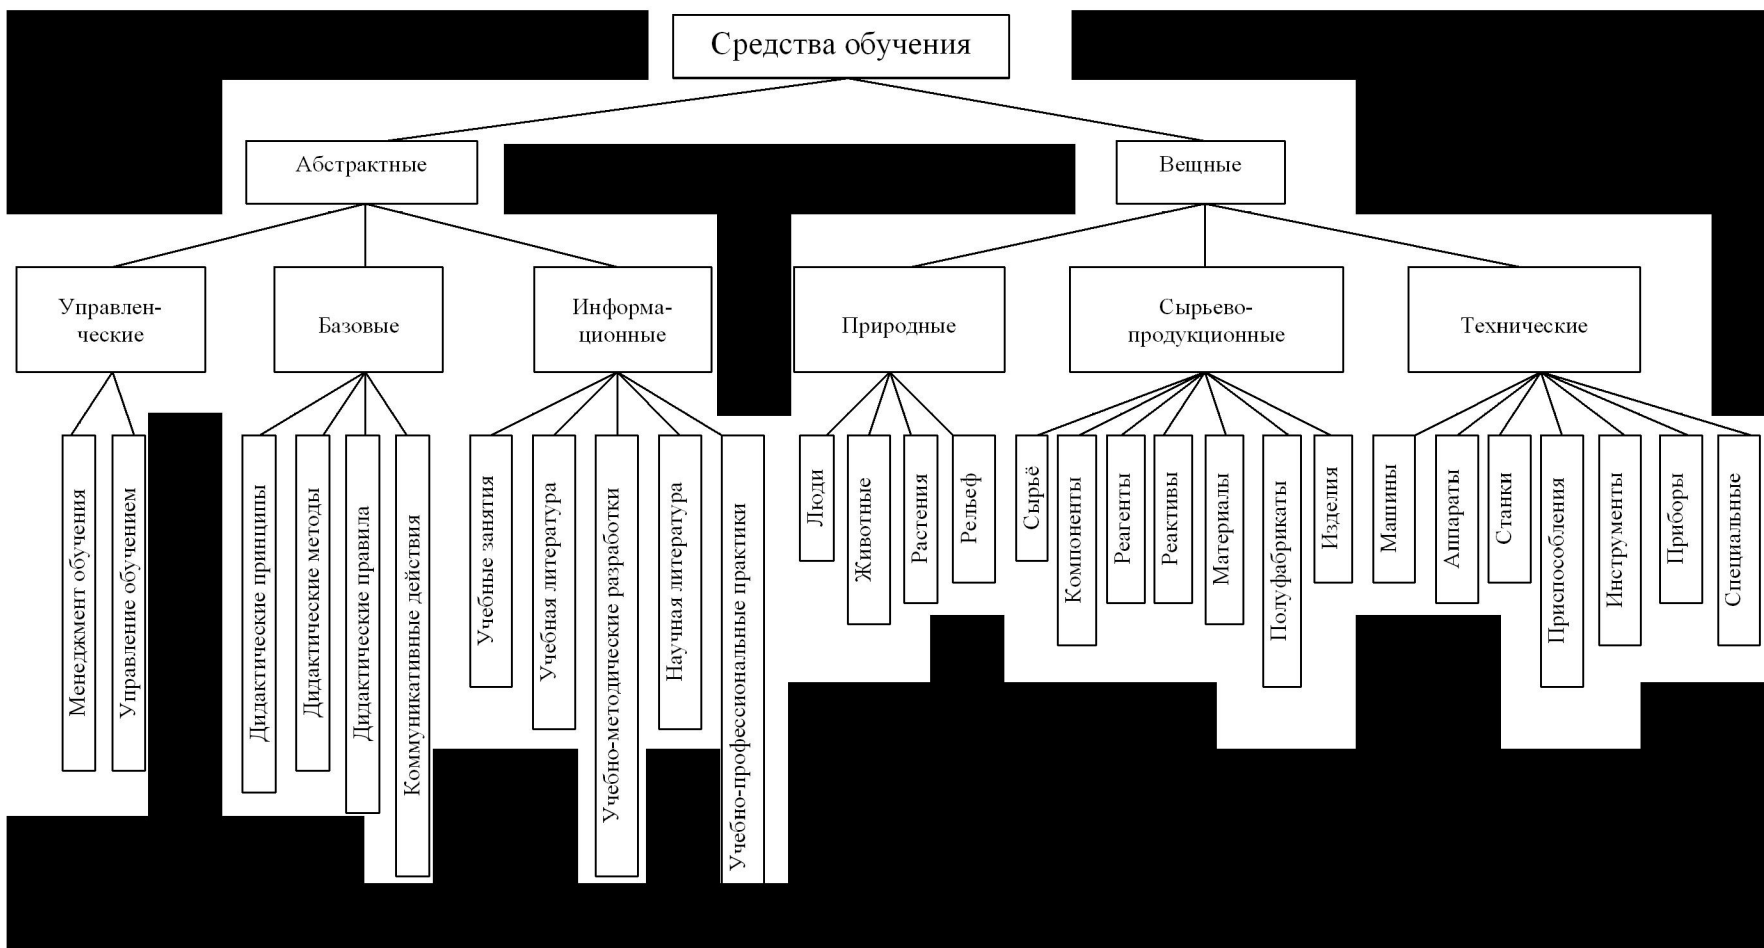 Средства обучения
Абстрактные
Вещные
Управлен-
ческие
Базовые
Информа-
ционные
Природные
Сырьево-
продукционные
Технические
Менеджмент обучения
Управление обучением
Дидактические принципы
Дидактические методы
Дидактические правила
Коммуникативные действия
Учебные занятия
Учебная литература
Учебно-методические разработки
Научная литература
Учебно-профессиональные практики
Люди
Животные
Растения
Рельеф
Сырьё
Компоненты
Реагенты
Реактивы
Материалы
Полуфабрикаты
Изделия
Машины
Аппараты
Станки
Приспособления
Инструменты
Приборы
Специальные